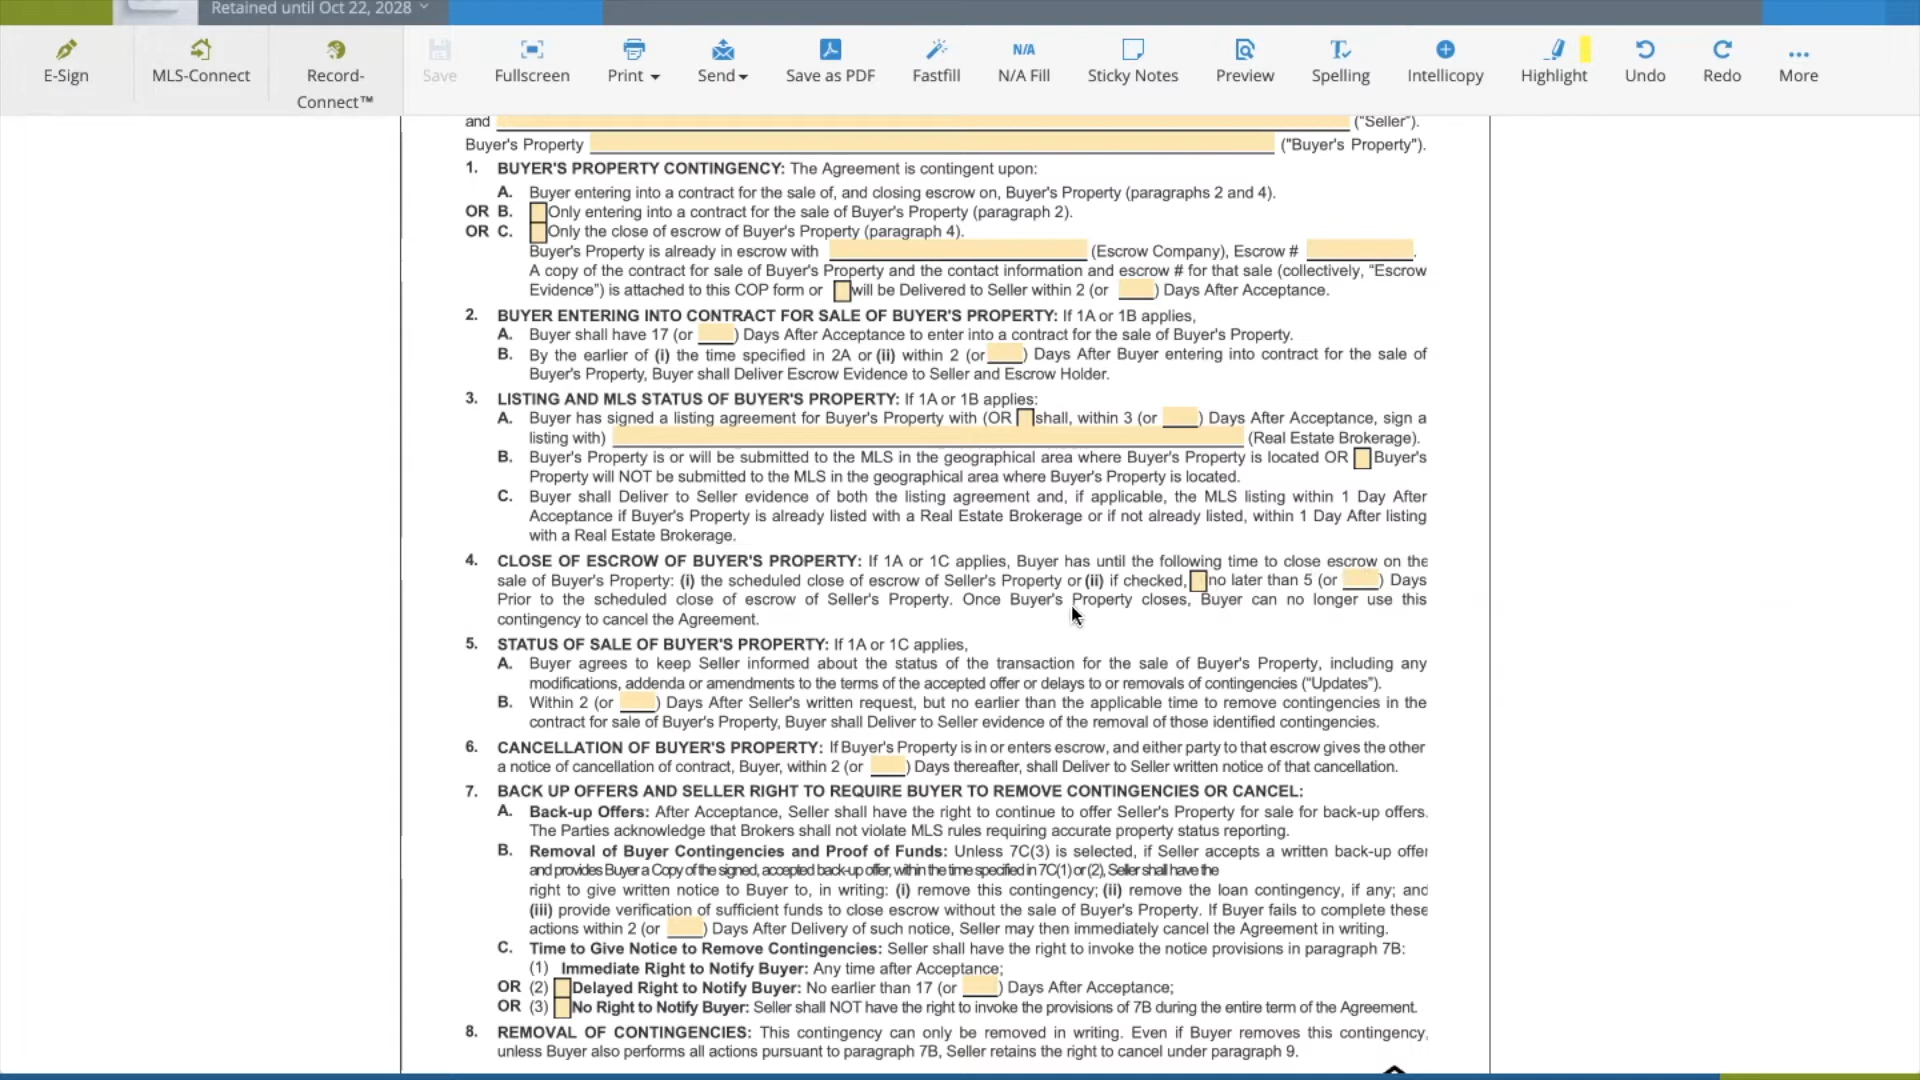 Retained until Oct 22, 2028
E-Sign
MLS-Connect
Record-
Connect™
Save
Fullscreen
Print
Send
Save as PDF
Fastfill
N/A
N/A Fill
Sticky Notes
Preview
Spelling
Intellicopy
Highlight
Undo
Redo
More
and ("Seller").
Buyer's Property ("Buyer's Property").
1. BUYER'S PROPERTY CONTINGENCY: The Agreement is contingent upon:
A. Buyer entering into a contract for the sale of, and closing escrow on, Buyer's Property (paragraphs 2 and 4).
OR B. Only entering into a contract for the sale of Buyer's Property (paragraph 2).
OR C. Only the close of escrow of Buyer's Property (paragraph 4).
Buyer's Property is already in escrow with (Escrow Company), Escrow # .
A copy of the contract for sale of Buyer's Property and the contact information and escrow # for that sale (collectively, “Escrow
Evidence”) is attached to this COP form or will be Delivered to Seller within 2 (or ) Days After Acceptance.
2. BUYER ENTERING INTO CONTRACT FOR SALE OF BUYER'S PROPERTY: If 1A or 1B applies,
A. Buyer shall have 17 (or ) Days After Acceptance to enter into a contract for the sale of Buyer's Property.
B. By the earlier of (i) the time specified in 2A or (ii) within 2 (or ) Days After Buyer entering into contract for the sale of
Buyer's Property, Buyer shall Deliver Escrow Evidence to Seller and Escrow Holder.
3. LISTING AND MLS STATUS OF BUYER'S PROPERTY: If 1A or 1B applies:
A. Buyer has signed a listing agreement for Buyer's Property with (OR shall, within 3 (or ) Days After Acceptance, sign a
listing with) (Real Estate Brokerage).
B. Buyer's Property is or will be submitted to the MLS in the geographical area where Buyer's Property is located OR Buyer's
Property will NOT be submitted to the MLS in the geographical area where Buyer's Property is located.
C. Buyer shall Deliver to Seller evidence of both the listing agreement and, if applicable, the MLS listing within 1 Day After
Acceptance if Buyer's Property is already listed with a Real Estate Brokerage or if not already listed, within 1 Day After listing
with a Real Estate Brokerage.
4. CLOSE OF ESCROW OF BUYER'S PROPERTY: If 1A or 1C applies, Buyer has until the following time to close escrow on the
sale of Buyer's Property: (i) the scheduled close of escrow of Seller's Property or (ii) if checked, no later than 5 (or ) Days
Prior to the scheduled close of escrow of Seller's Property. Once Buyer's Property closes, Buyer can no longer use this
contingency to cancel the Agreement.
5. STATUS OF SALE OF BUYER'S PROPERTY: If 1A or 1C applies,
A. Buyer agrees to keep Seller informed about the status of the transaction for the sale of Buyer's Property, including any
modifications, addenda or amendments to the terms of the accepted offer or delays to or removals of contingencies (“Updates”).
B. Within 2 (or ) Days After Seller's written request, but no earlier than the applicable time to remove contingencies in the
contract for sale of Buyer's Property, Buyer shall Deliver to Seller evidence of the removal of those identified contingencies.
6. CANCELLATION OF BUYER'S PROPERTY: If Buyer's Property is in or enters escrow, and either party to that escrow gives the other
a notice of cancellation of contract, Buyer, within 2 (or ) Days thereafter, shall Deliver to Seller written notice of that cancellation.
7. BACK UP OFFERS AND SELLER RIGHT TO REQUIRE BUYER TO REMOVE CONTINGENCIES OR CANCEL:
A. Back-up Offers: After Acceptance, Seller shall have the right to continue to offer Seller's Property for sale for back-up offers.
The Parties acknowledge that Brokers shall not violate MLS rules requiring accurate property status reporting.
B. Removal of Buyer Contingencies and Proof of Funds: Unless 7C(3) is selected, if Seller accepts a written back-up offer
and provides Buyer a Copy of the signed, accepted back-up offer, within the time specified in 7C(1) or (2), Seller shall have the
right to give written notice to Buyer to, in writing: (i) remove this contingency; (ii) remove the loan contingency, if any; and
(iii) provide verification of sufficient funds to close escrow without the sale of Buyer's Property. If Buyer fails to complete these
actions within 2 (or ) Days After Delivery of such notice, Seller may then immediately cancel the Agreement in writing.
C. Time to Give Notice to Remove Contingencies: Seller shall have the right to invoke the notice provisions in paragraph 7B:
(1) Immediate Right to Notify Buyer: Any time after Acceptance;
OR (2) Delayed Right to Notify Buyer: No earlier than 17 (or ) Days After Acceptance;
OR (3) No Right to Notify Buyer: Seller shall NOT have the right to invoke the provisions of 7B during the entire term of the Agreement.
8. REMOVAL OF CONTINGENCIES: This contingency can only be removed in writing. Even if Buyer removes this contingency,
unless Buyer also performs all actions pursuant to paragraph 7B, Seller retains the right to cancel under paragraph 9.